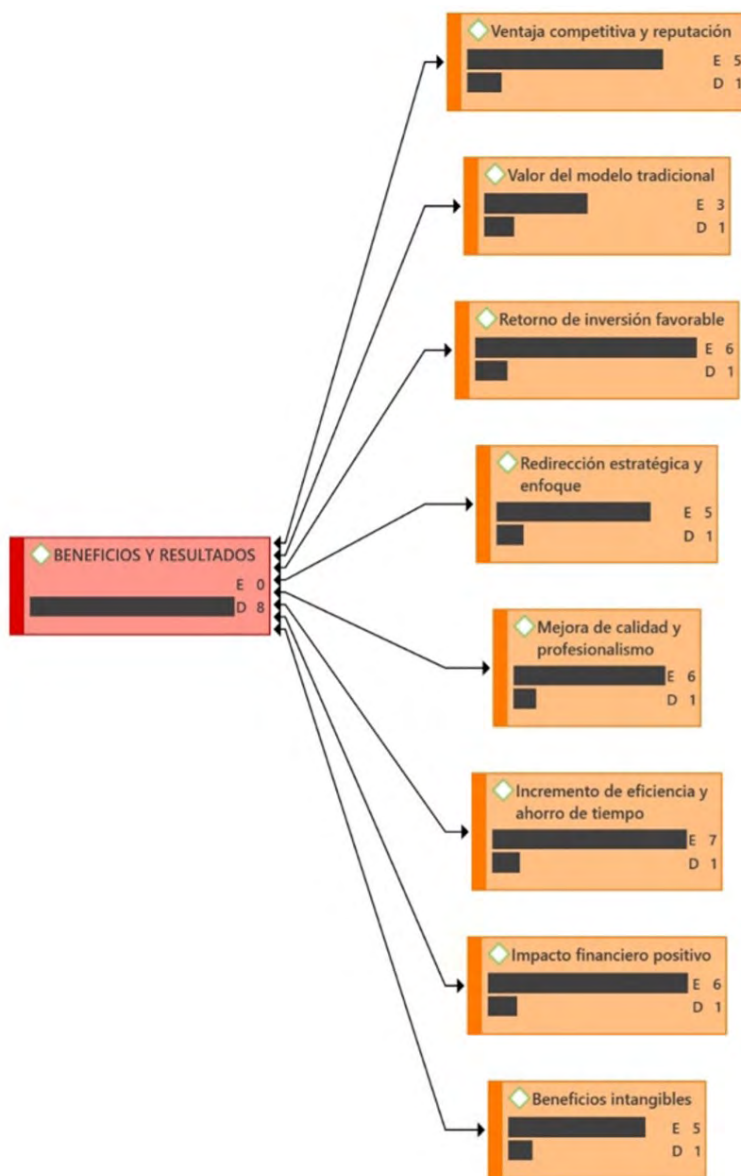 Ventaja competitiva y reputación
E 5
D 1
Valor del modelo tradicional
E 3
D 1
Retorno de inversión favorable
E 6
D 1
Redirección estratégica y
enfoque
E 5
D 1
BENEFICIOS Y RESULTADOS
E 0
D 8
Mejora de calidad y
profesionalismo
E 6
D 1
Incremento de eficiencia y
ahorro de tiempo
E 7
D 1
Impacto financiero positivo
E 6
D 1
Beneficios intangibles
E 5
D 1